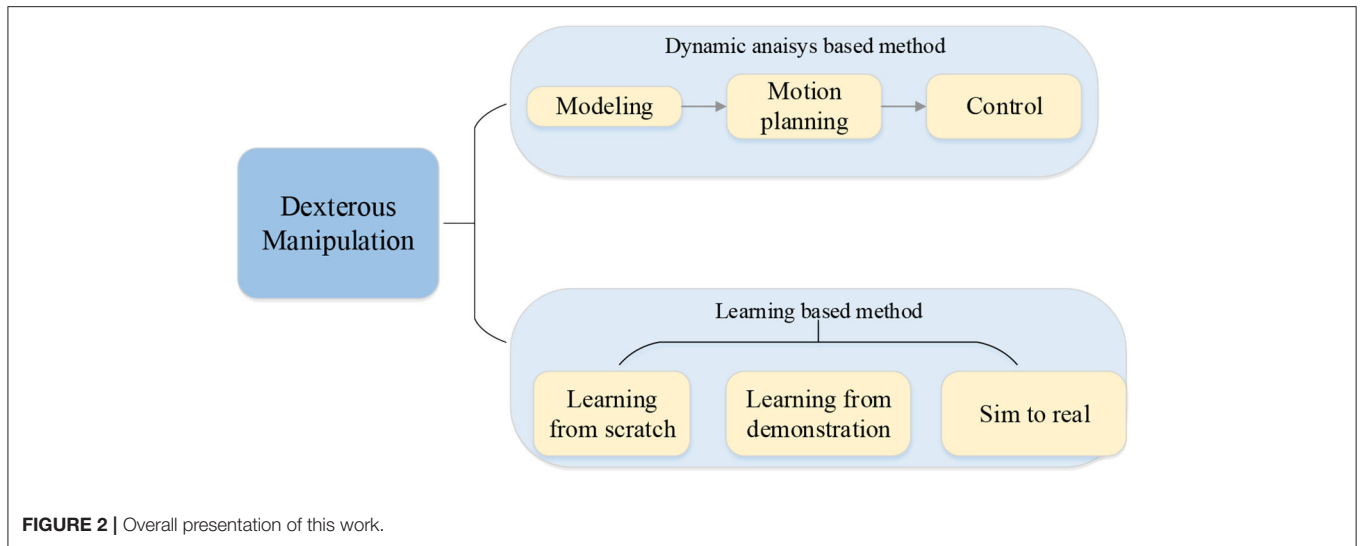 Dynamic anaisys based method
Modeling
Motion
planning
Control
Dexterous
Manipulation
Learning based method
Learning
from scratch
Learning from
demonstration
Sim to real
FIGURE 2 | Overall presentation of this work.